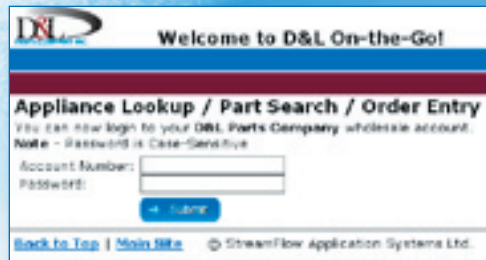 D&L
Welcome to D&L On-the-Go!
Appliance Lookup / Part Search / Order Entry
You can now login to your D&L Parts Company wholesale account.
Note - Password is Case-Sensitive
Account Number:
Password:
→ Submit
Back to Top | Main Site © StreamFlow Application Systems Ltd.